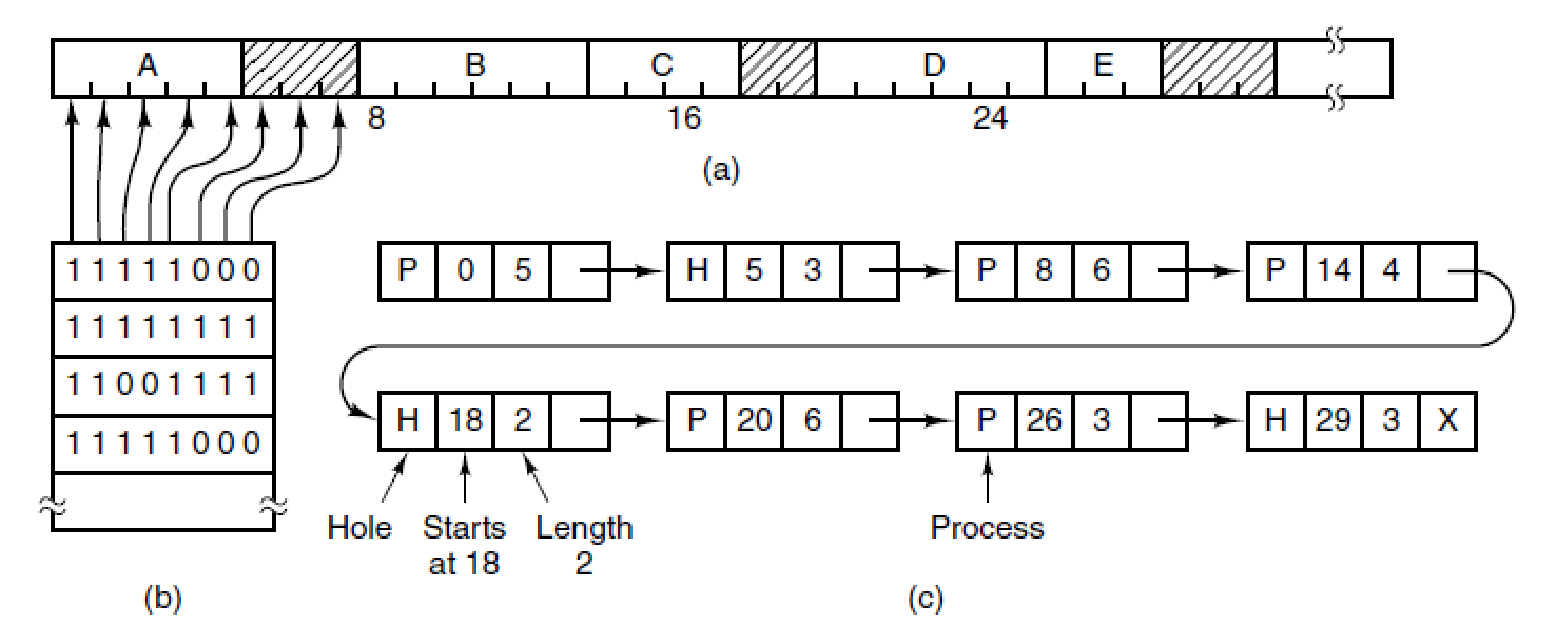 A B C D E
8 16 24
(a)
1 1 1 1 1 0 0 0
1 1 1 1 1 1 1 1
1 1 0 0 1 1 1 1
1 1 1 1 1 0 0 0
(b)
P 0 5 H 5 3 P 8 6 P 14 4
H 18 2 P 20 6 P 26 3 H 29 3 X
Hole Starts Length Process
at 18 2
(c)